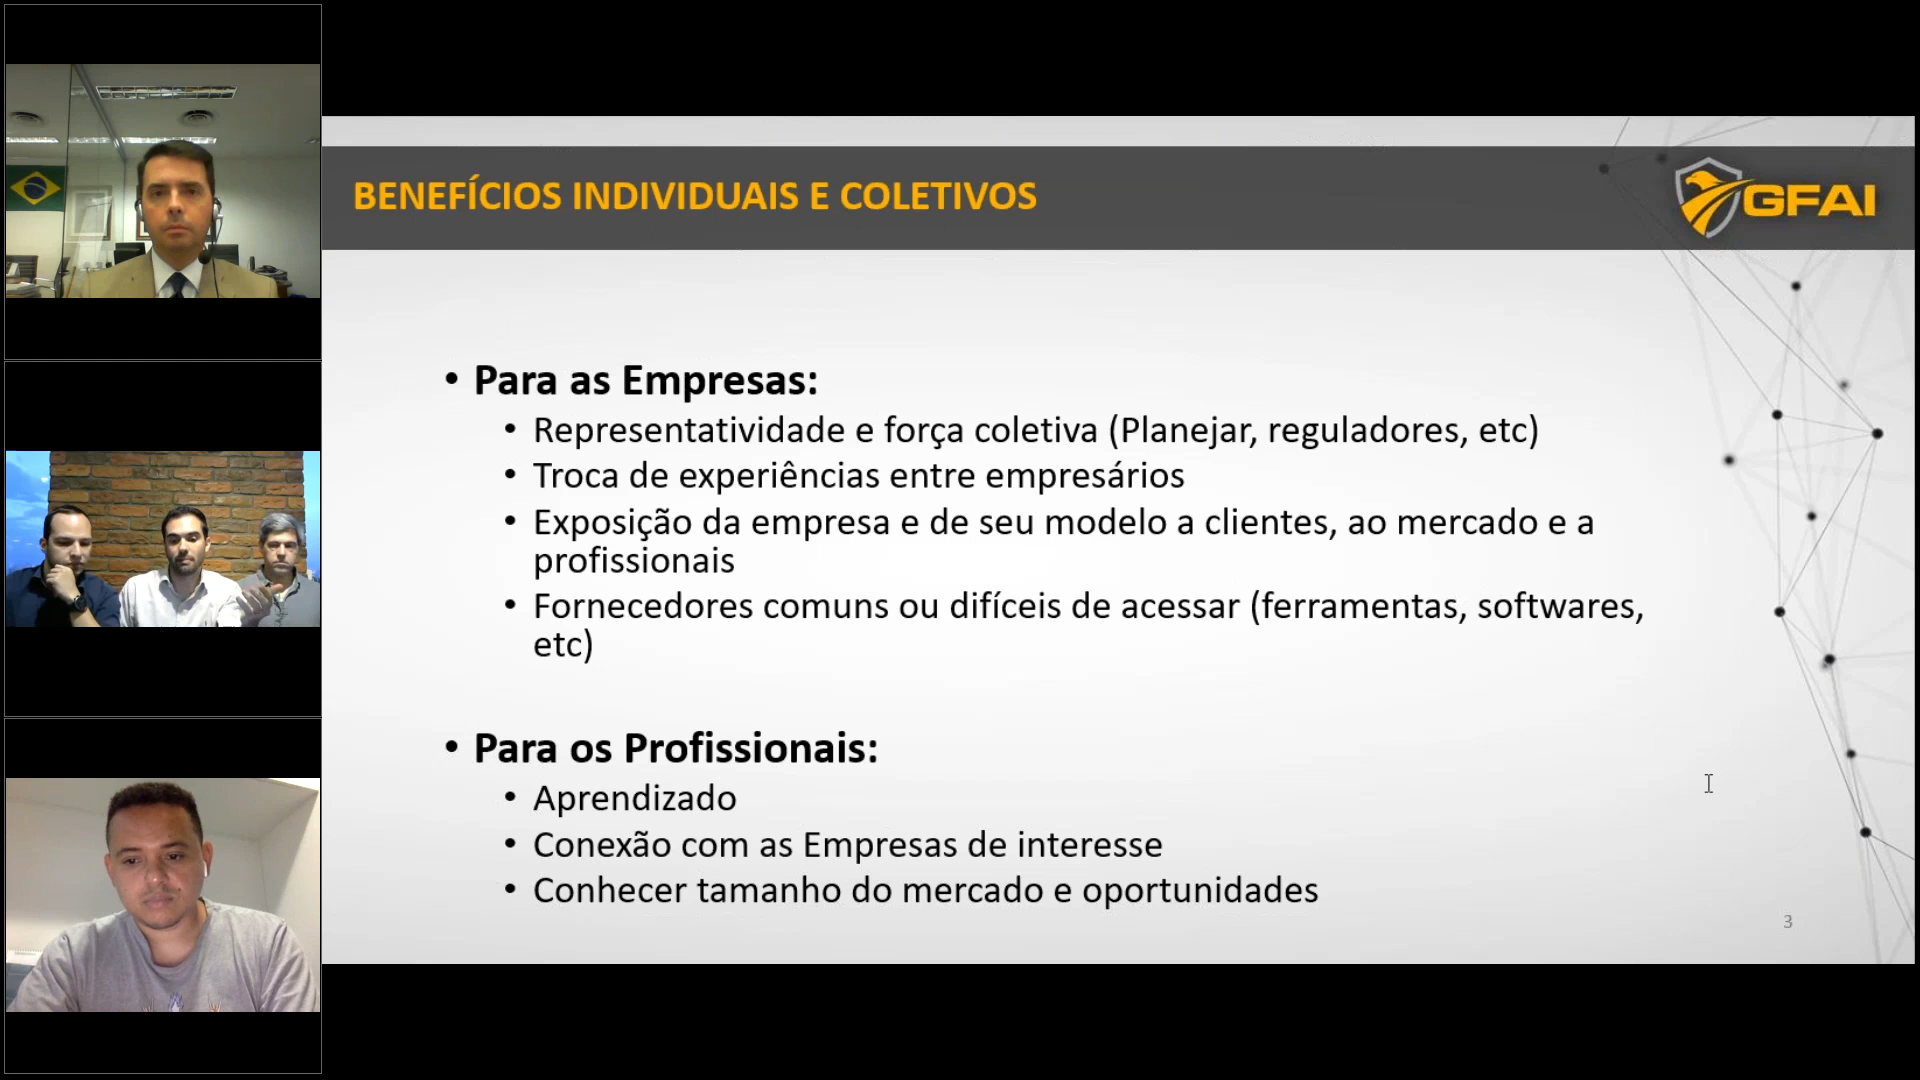 BENEFÍCIOS INDIVIDUAIS E COLETIVOS
GFAI
• Para as Empresas:
• Representatividade e força coletiva (Planejar, reguladores, etc)
• Troca de experiências entre empresários
• Exposição da empresa e de seu modelo a clientes, ao mercado e a
profissionais
• Fornecedores comuns ou difíceis de acessar (ferramentas, softwares,
etc)
• Para os Profissionais:
• Aprendizado
• Conexão com as Empresas de interesse
• Conhecer tamanho do mercado e oportunidades
3